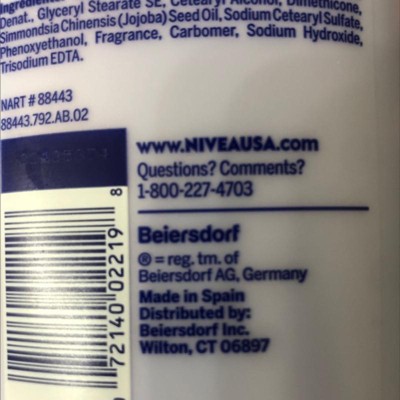 Denat., Glyceryl Stearate SE, Cetearyl Alcohol, Dimethicone,
Simmondsia Chinensis (Jojoba) Seed Oil, Sodium Cetearyl Sulfate,
Phenoxyethanol, Fragrance, Carbomer, Sodium Hydroxide,
Trisodium EDTA.
NART # 88443
88443.792.AB.02
www.NIVEAUSA.com
Questions? Comments?
1-800-227-4703
72140 02219 8
Beiersdorf
® = reg. tm. of
Beiersdorf AG, Germany
Made in Spain
Distributed by:
Beiersdorf Inc.
Wilton, CT 06897